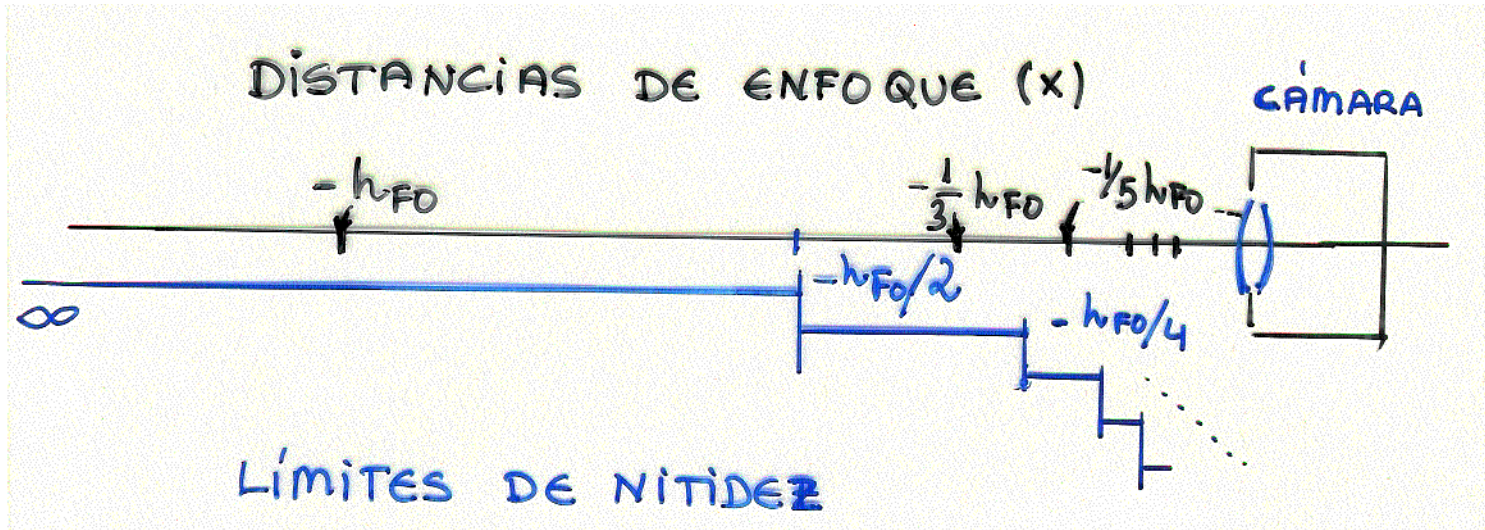 DISTANCIAS DE ENFOQUE (X)
CÁMARA
- hFO
- 1/3 hFO
-1/5 hFO
∞
- hFO/2
- hFO/4
LÍMITES DE NITIDEZ